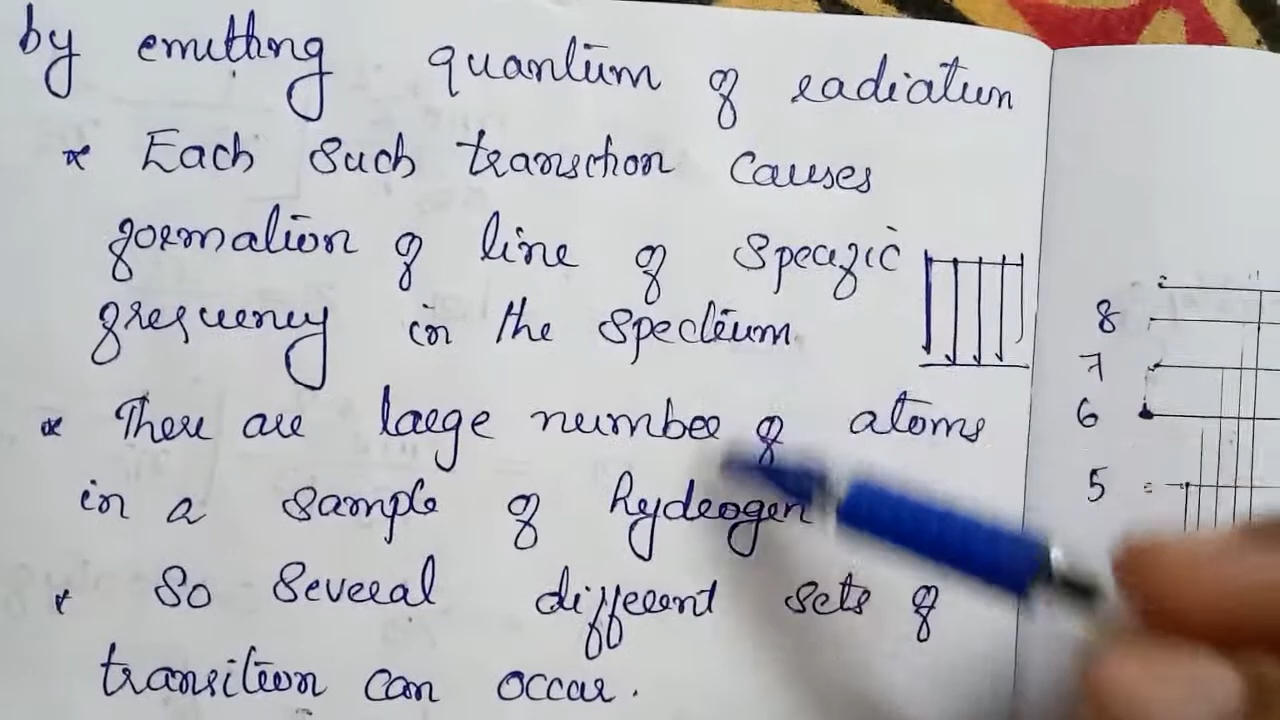 by emitting quantum of radiation
* Each such transition causes
formation of line of specific
frequency in the spectrum.
* There are large number of atoms
in a sample of hydrogen
* So several different sets of
transition can occur.
8
7
6
5